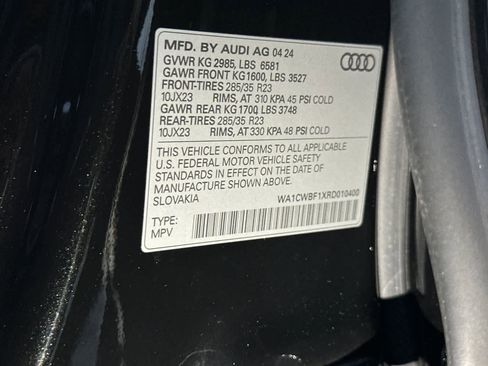 MFD. BY AUDI AG 04 24
GVWR KG 2985, LBS 6581
GAWR FRONT KG1600, LBS 3527
FRONT-TIRES 285/35 R23
10JX23 RIMS, AT 310 KPA 45 PSI COLD
GAWR REAR KG1700, LBS 3748
REAR-TIRES 285/35 R23
10JX23 RIMS, AT 330 KPA 48 PSI COLD
THIS VEHICLE CONFORMS TO ALL APPLICABLE
U.S. FEDERAL MOTOR VEHICLE SAFETY
STANDARDS IN EFFECT ON THE DATE OF
MANUFACTURE SHOWN ABOVE.
SLOVAKIA WA1CWBF1XRD010400
TYPE:
MPV